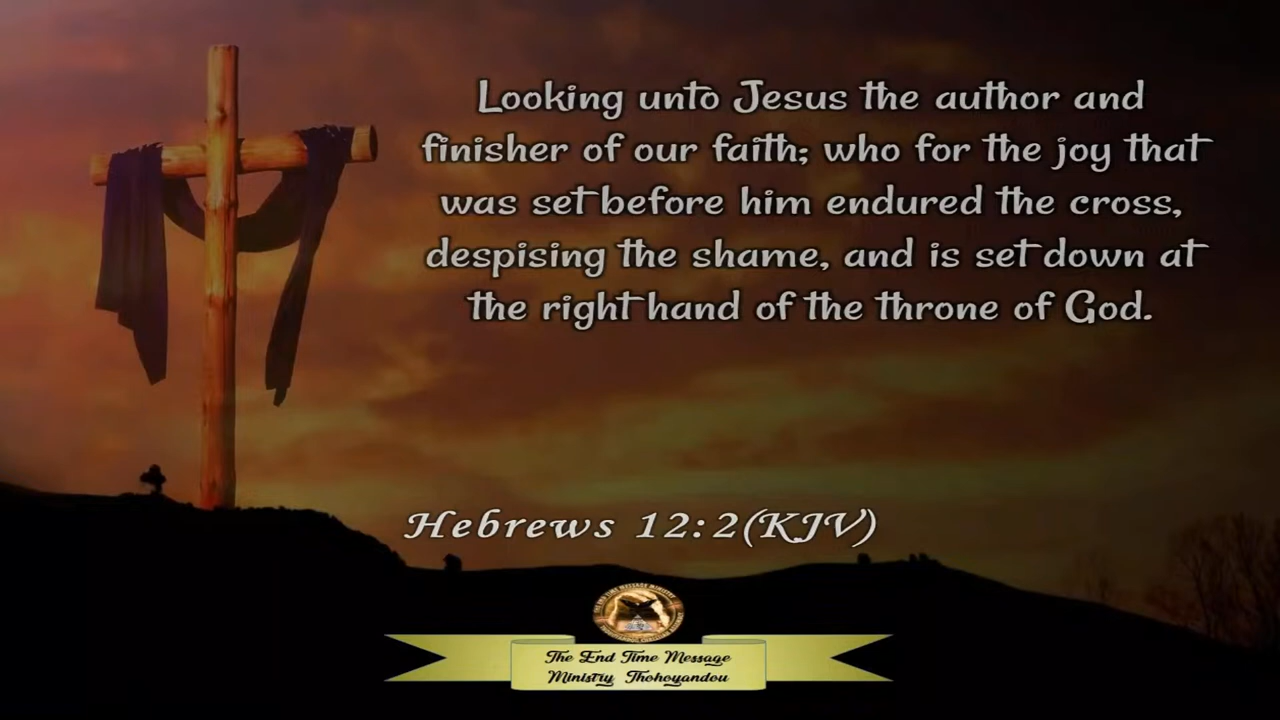 Looking unto Jesus the author and
finisher of our faith; who for the joy that
was set before him endured the cross,
despising the shame, and is set down at
the right hand of the throne of God.
Hebrews 12:2(KJV)
The End Time Message
Ministry Thohoyandou